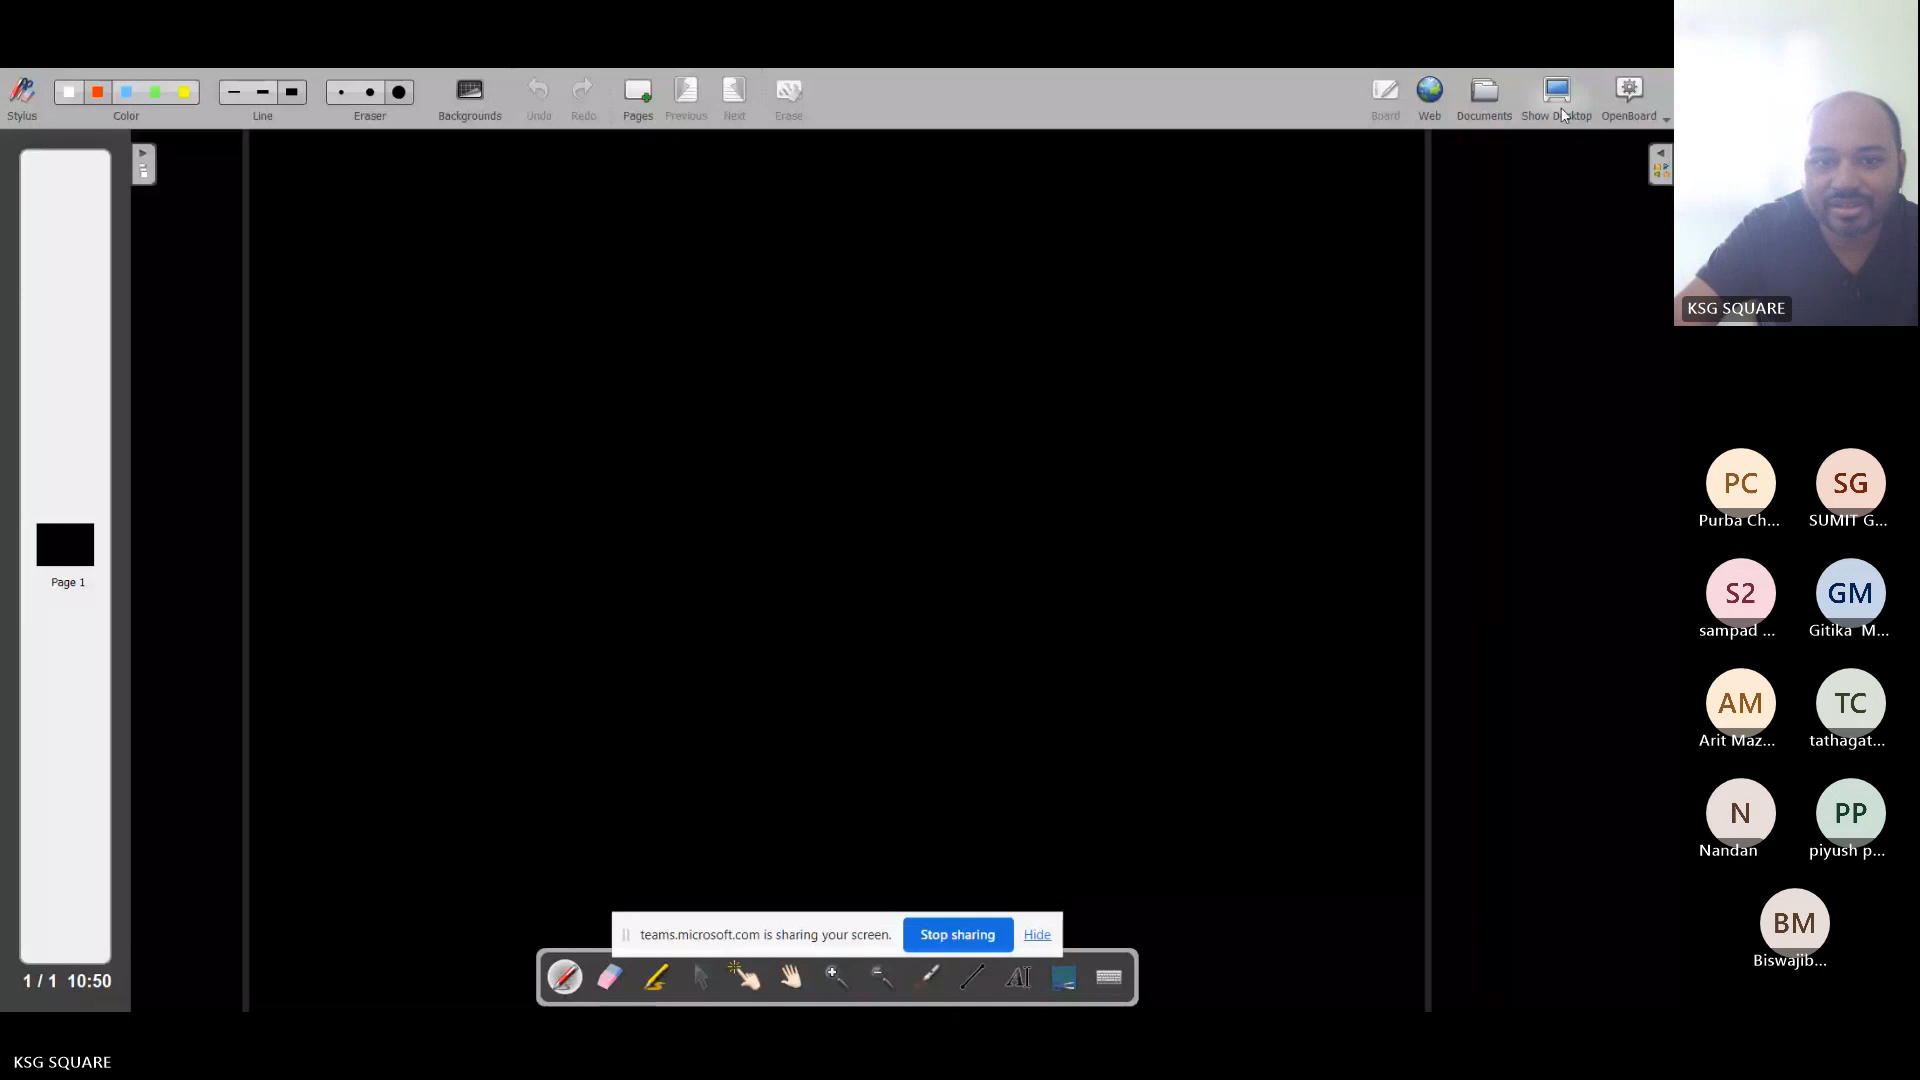 Stylus
Color
Line
Eraser
Backgrounds
Undo
Redo
Pages
Previous
Next
Erase
Board
Web
Documents
Show Desktop
OpenBoard
KSG SQUARE
PC
Purba Ch...
SG
SUMIT G...
S2
sampad ...
GM
Gitika M...
AM
Arit Maz...
TC
tathagat...
N
Nandan
PP
piyush p...
BM
Biswajib...
Page 1
teams.microsoft.com is sharing your screen.
Stop sharing
Hide
AI
1 / 1 10:50
KSG SQUARE